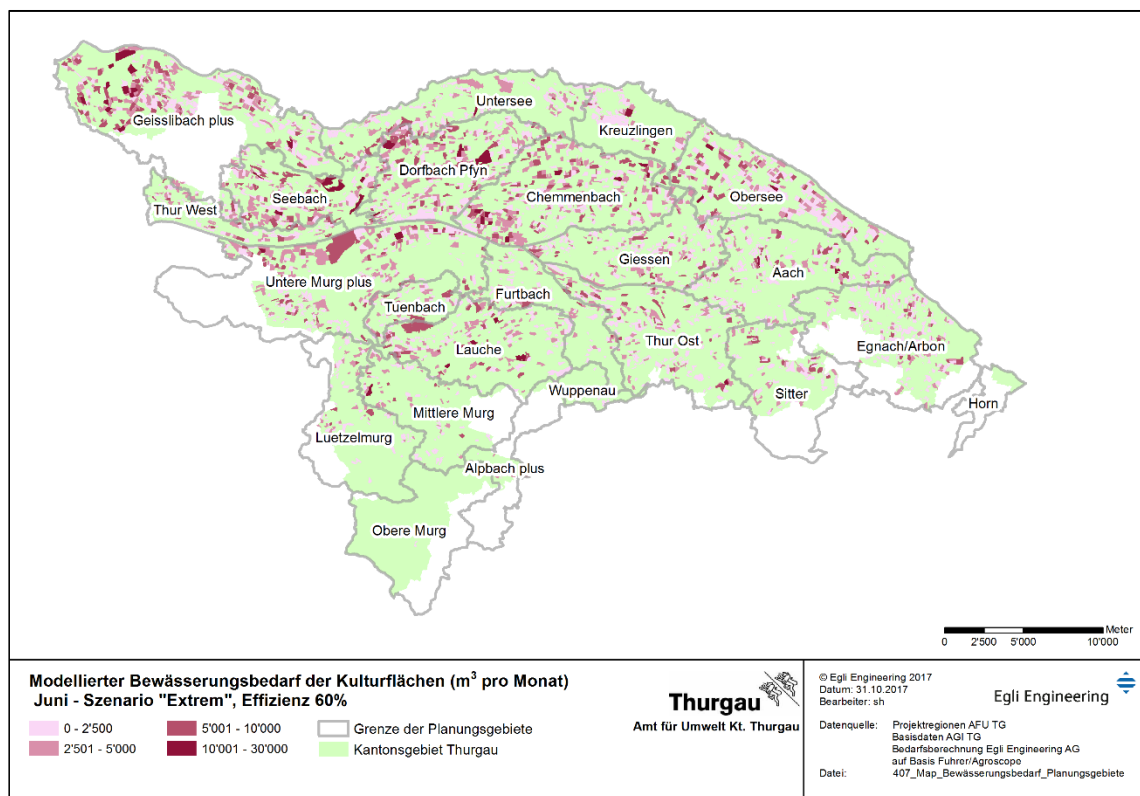 Untersee
Geisslibach plus
Kreuzlingen
Dorfbach Pfyn
Seebach
Chemmenbach
Obersee
Thur West
Giessen
Aach
Untere Murg plus
Furtbach
Tuenbach
Thur Ost
Lauche
Egnach/Arbon
Wuppenau
Sitter
Horn
Mittlere Murg
Luetzelmurg
Alpbach plus
Obere Murg
Meter
0 2'500 5'000 10'000
Modellierter Bewässerungsbedarf der Kulturflächen (m³ pro Monat)
Juni - Szenario "Extrem", Effizienz 60%
0 - 2'500
5'001 - 10'000
Grenze der Planungsgebiete
2'501 - 5'000
10'001 - 30'000
Kantonsgebiet Thurgau
Thurgau
Amt für Umwelt Kt. Thurgau
© Egli Engineering 2017
Datum: 31.10.2017
Bearbeiter: sh
Egli Engineering
Datenquelle: Projektregionen AFU TG
Basisdaten AGI TG
Bedarfsberechnung Egli Engineering AG
auf Basis Fuhrer/Agroscope
Datei: 407_Map_Bewässerungsbedarf_Planungsgebiete